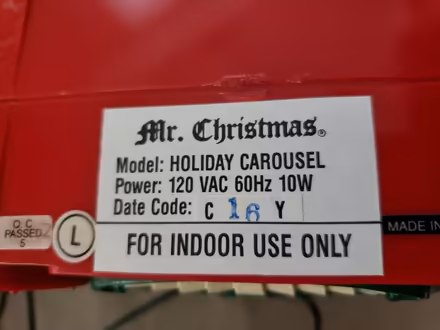 Mr. Christmas®
Model: HOLIDAY CAROUSEL
Power: 120 VAC 60Hz 10W
Date Code: C 16 Y
Q.C.
PASSED
5
L
MADE IN
FOR INDOOR USE ONLY